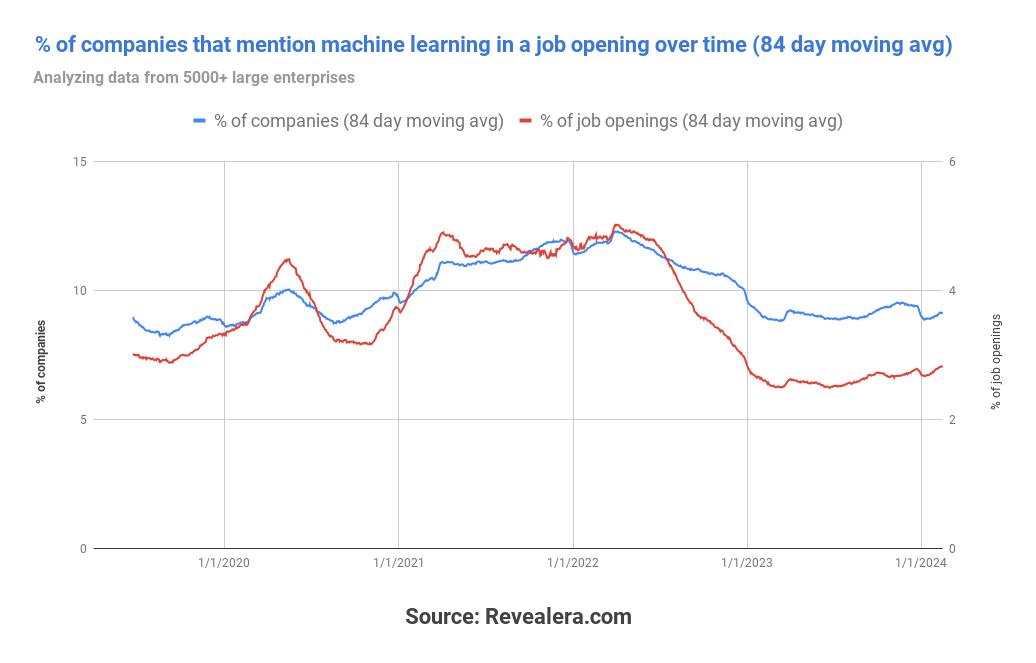 % of companies that mention machine learning in a job opening over time (84 day moving avg)
Analyzing data from 5000+ large enterprises
% of companies (84 day moving avg) % of job openings (84 day moving avg)
15
10
5
0
% of companies
6
4
2
0
% of job openings
1/1/2020 1/1/2021 1/1/2022 1/1/2023 1/1/2024
Source: Revealera.com